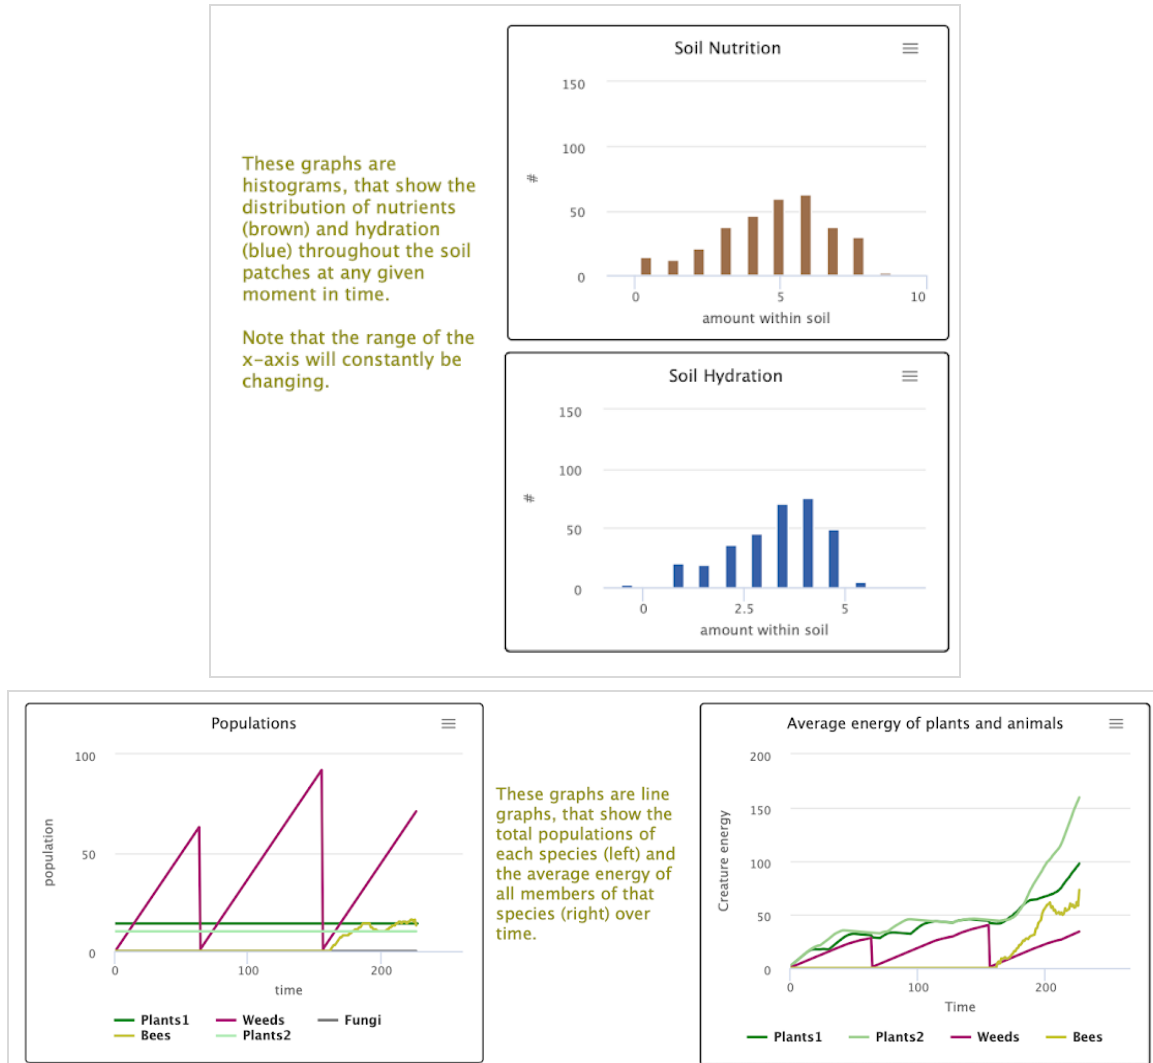 Soil Nutrition
150
100
50
0
#
0
5
10
amount within soil
These graphs are
histograms, that show the
distribution of nutrients
(brown) and hydration
(blue) throughout the soil
patches at any given
moment in time.
Note that the range of the
x-axis will constantly be
changing.
Soil Hydration
150
100
50
0
#
0
2.5
5
amount within soil
Populations
100
50
0
population
0
100
200
time
Plants1
Weeds
Fungi
Bees
Plants2
These graphs are line
graphs, that show the
total populations of
each species (left) and
the average energy of
all members of that
species (right) over
time.
Average energy of plants and animals
200
150
100
50
0
Creature energy
0
100
200
Time
Plants1
Plants2
Weeds
Bees